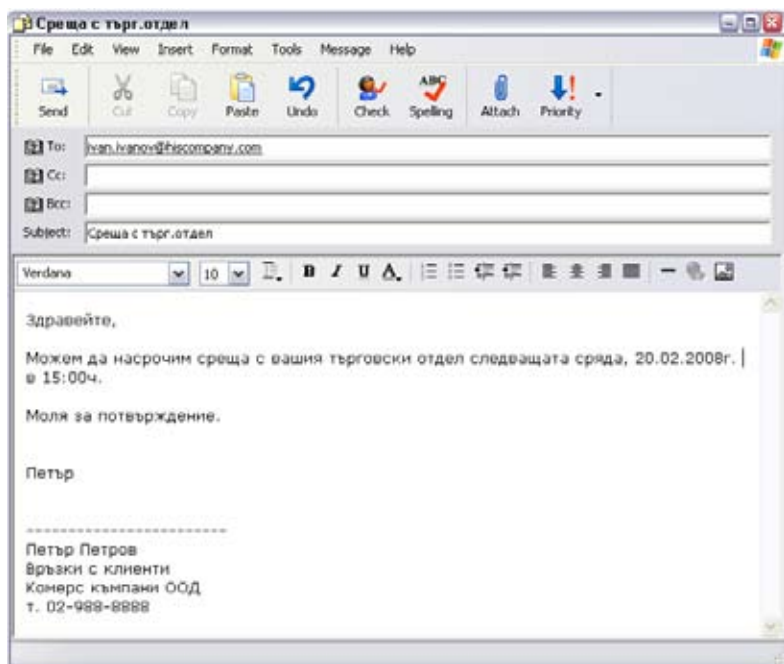 Среща с търг.отдел
File Edit View Insert Format Tools Message Help
Send Cut Copy Paste Undo Check Spelling Attach Priority
ABC
To: ivan.ivanov@hiscompany.com
Cc:
Bcc:
Subject: Среща с търг.отдел
Verdana 10 B I U A
Здравейте,
Можем да насрочим среща с вашия търговски отдел следващата сряда, 20.02.2008г.
в 15:00ч.
Моля за потвърждение.
Петър
------------------------
Петър Петров
Връзки с клиенти
Комерс къмпани ООД
т. 02-988-8888